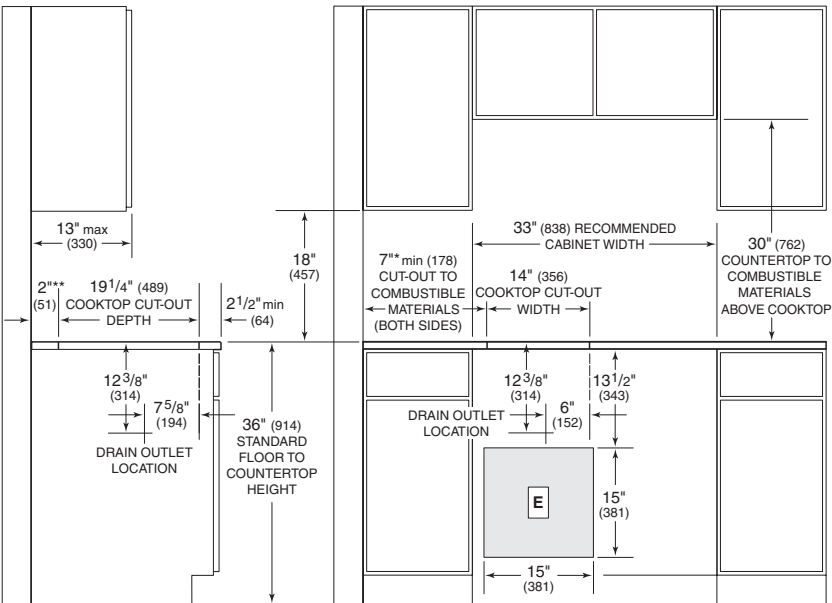 13" max
(330)
2"**
(51)
19 1/4" (489)
COOKTOP CUT-OUT
DEPTH
2 1/2" min
(64)
18"
(457)
12 3/8"
(314)
7 5/8"
(194)
DRAIN OUTLET
LOCATION
36" (914)
STANDARD
FLOOR TO
COUNTERTOP
HEIGHT
33" (838) RECOMMENDED
CABINET WIDTH
7"* min (178)
CUT-OUT TO
COMBUSTIBLE
MATERIALS
(BOTH SIDES)
14" (356)
COOKTOP CUT-OUT
WIDTH
30" (762)
COUNTERTOP TO
COMBUSTIBLE
MATERIALS
ABOVE COOKTOP
12 3/8"
(314)
13 1/2"
(343)
DRAIN OUTLET
LOCATION
6"
(152)
E
15"
(381)
15"
(381)